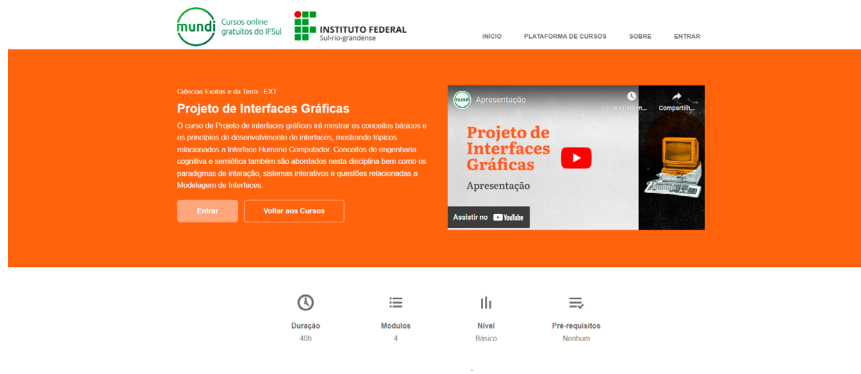 mundi
Cursos online
gratuitos do IFSul
INSTITUTO FEDERAL
Sul-rio-grandense
INÍCIO PLATAFORMA DE CURSOS SOBRE ENTRAR
Ciências Exatas e da Terra - EXT
Projeto de Interfaces Gráficas
O curso de Projeto de interfaces gráficas irá mostrar os conceitos básicos e
os princípios do desenvolvimento de interfaces, mostrando tópicos
relacionados a Interface Humano Computador. Conceitos de engenharia
cognitiva e semiótica também são abordados nesta disciplina bem como os
paradigmas de interação, sistemas interativos e questões relacionadas a
Modelagem de Interfaces.
Entrar Voltar aos Cursos
mundi Apresentação
Assistir m... Compartilh...
Projeto de
Interfaces
Gráficas
Apresentação
Assistir no YouTube
Duração Módulos Nível Pré-requisitos
40h 4 Básico Nenhum